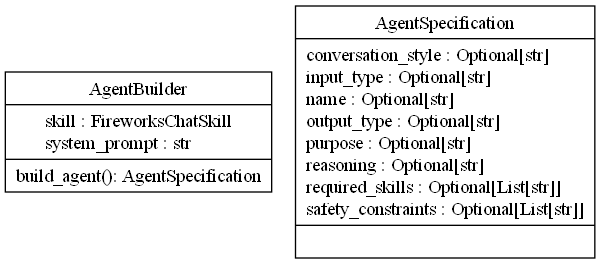 AgentBuilder
skill : FireworksChatSkill
system_prompt : str
build_agent(): AgentSpecification
AgentSpecification
conversation_style : Optional[str]
input_type : Optional[str]
name : Optional[str]
output_type : Optional[str]
purpose : Optional[str]
reasoning : Optional[str]
required_skills : Optional[List[str]]
safety_constraints : Optional[List[str]]